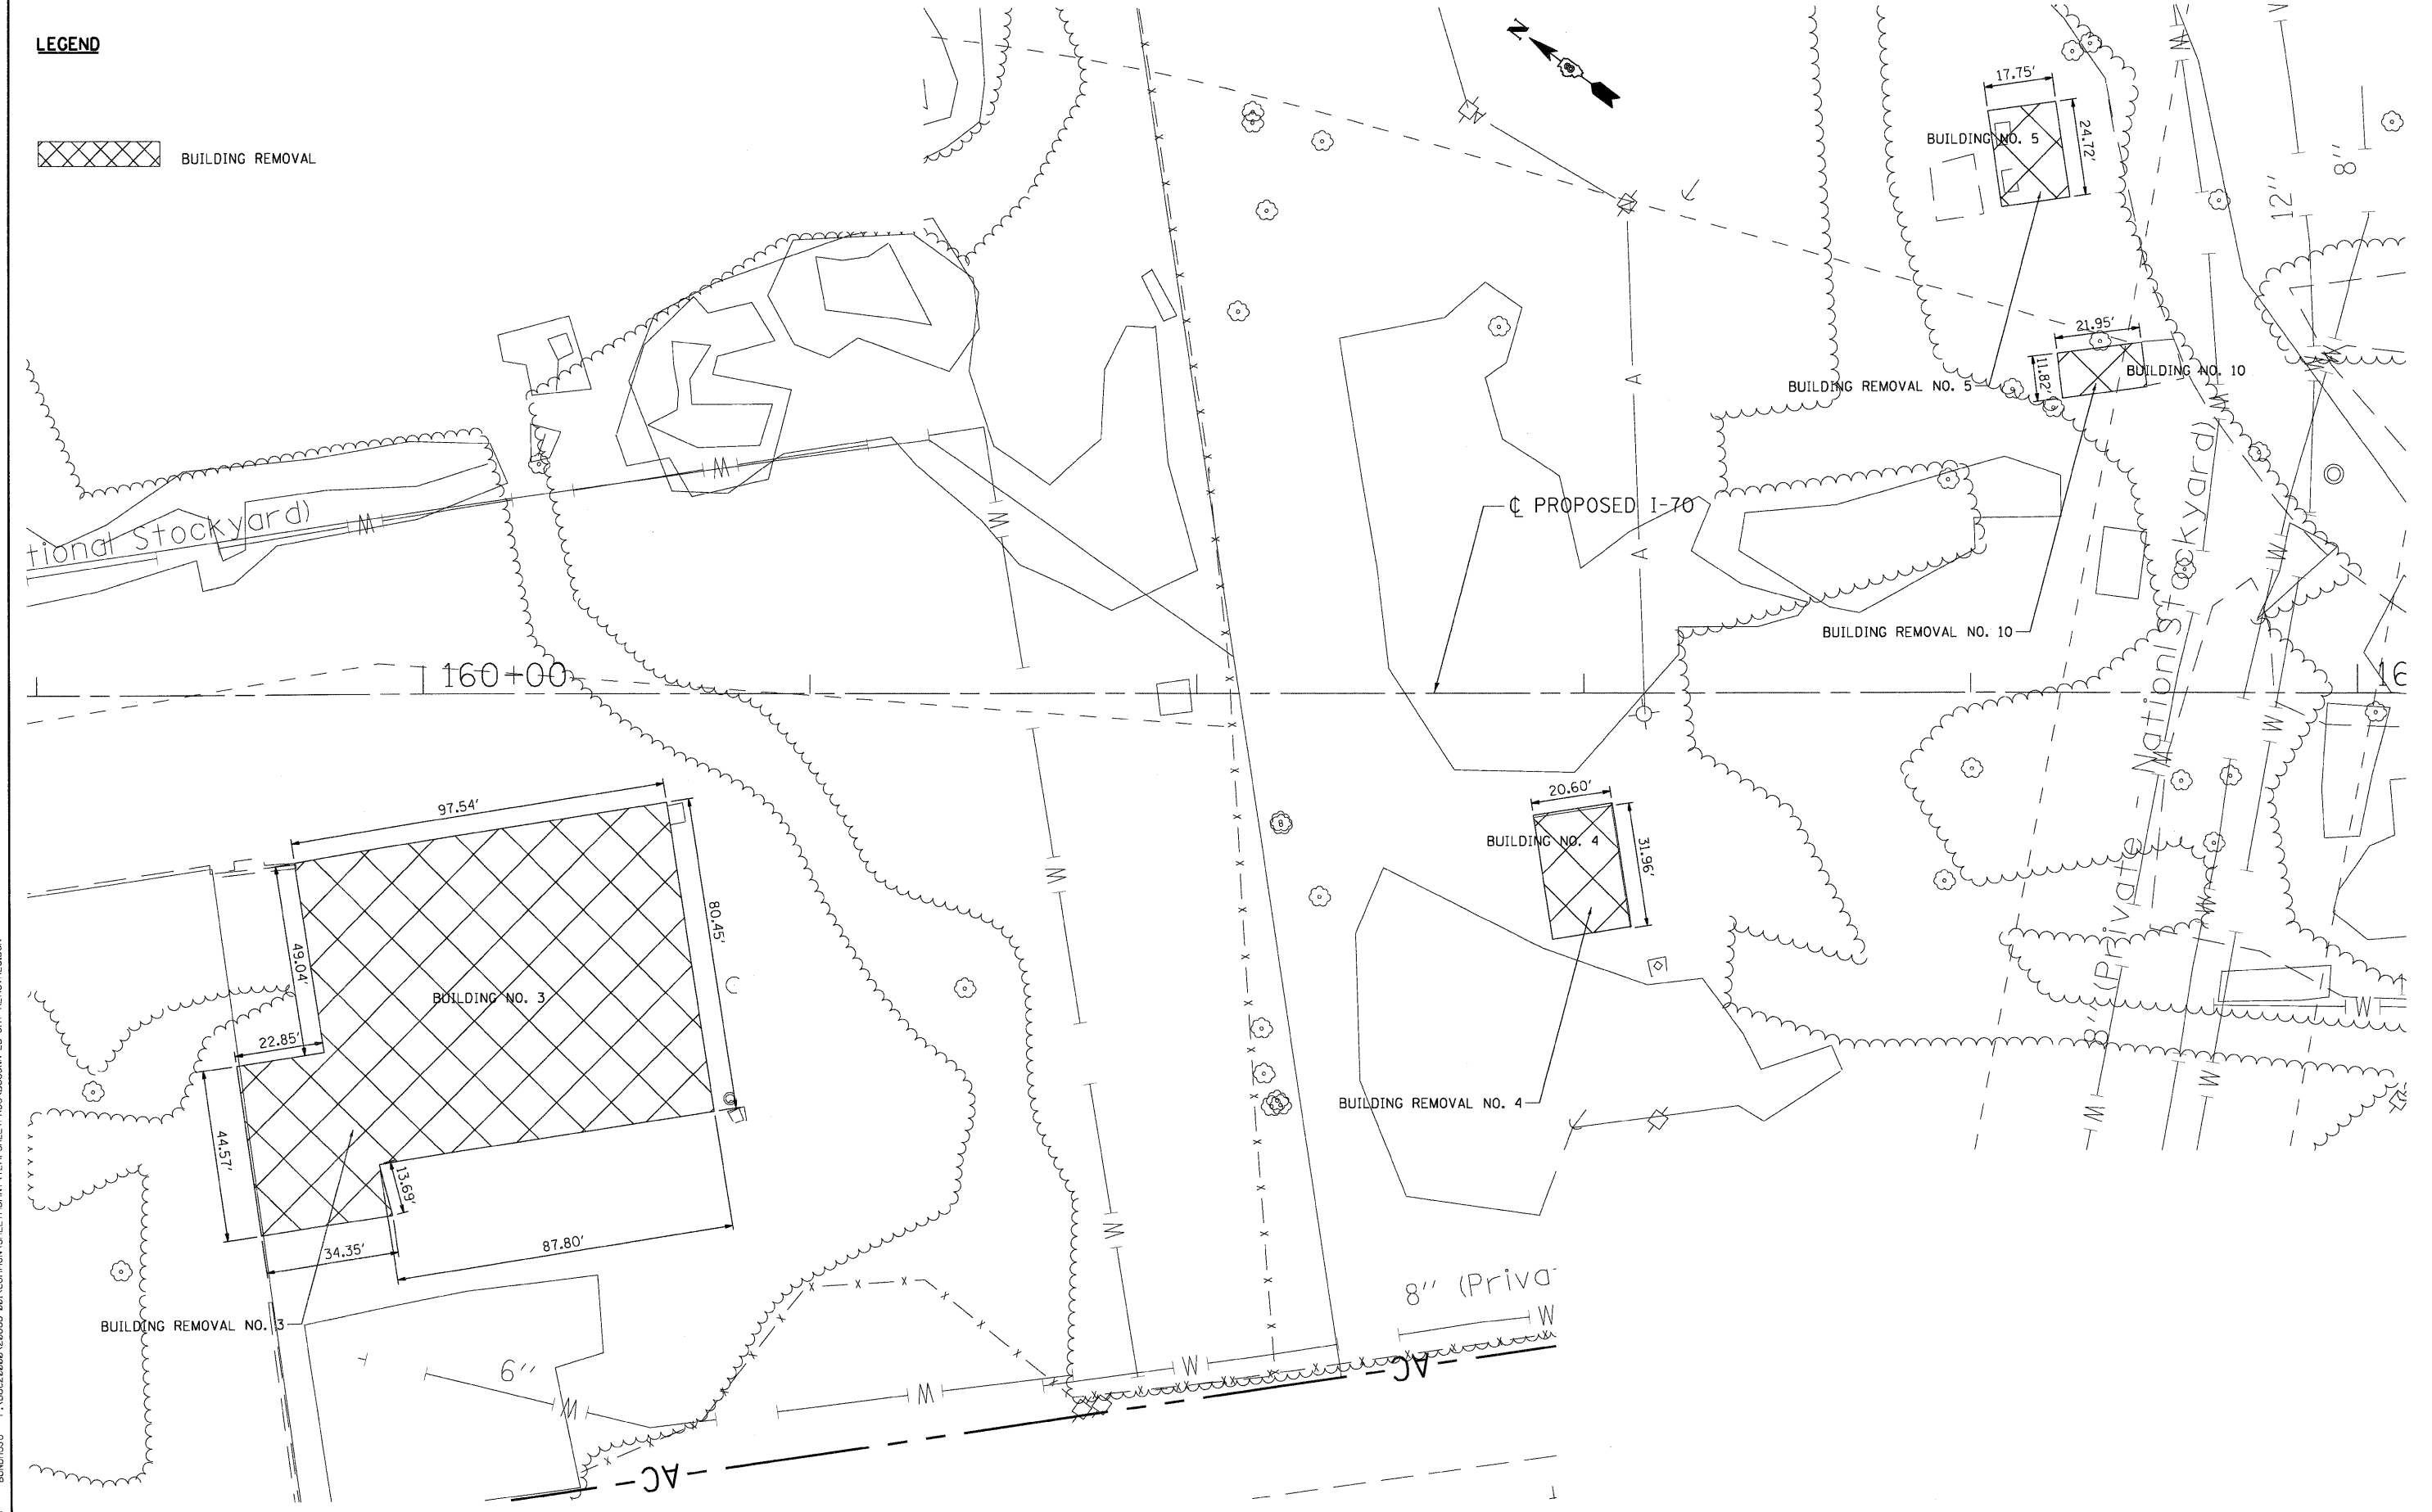 LEGEND
BUILDING REMOVAL
N
17.75'
24.72'
BUILDING NO. 5
12''
8''
21.95'
11.82'
BUILDING NO. 10
BUILDING REMOVAL NO. 5
W
W
W
A
A
℄ PROPOSED I-70
tional Stockyard)
BUILDING REMOVAL NO. 10
160+00
16
8'' (Private - National Stockyard)
97.54'
80.45'
49.04'
BUILDING NO. 3
22.85'
44.57'
13.69'
34.35'
87.80'
BUILDING REMOVAL NO. 3
20.60'
31.96'
BUILDING NO. 4
BUILDING REMOVAL NO. 4
8'' (Priva
W
6''
W
W
W
AC
AC